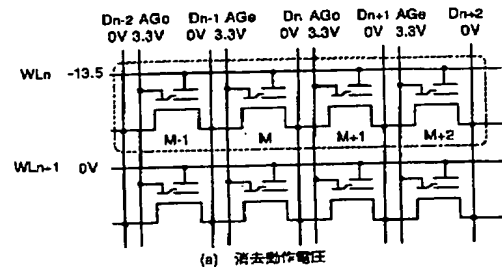 Dn-2 AGo Dn-1 AGe Dn AGo Dn+1 AGe Dn+2
0V 3.3V 0V 3.3V 0V 3.3V 0V 3.3V 0V
WLn -13.5
M-1 M M+1 M+2
WLn+1 0V
(a) 消去動作電圧